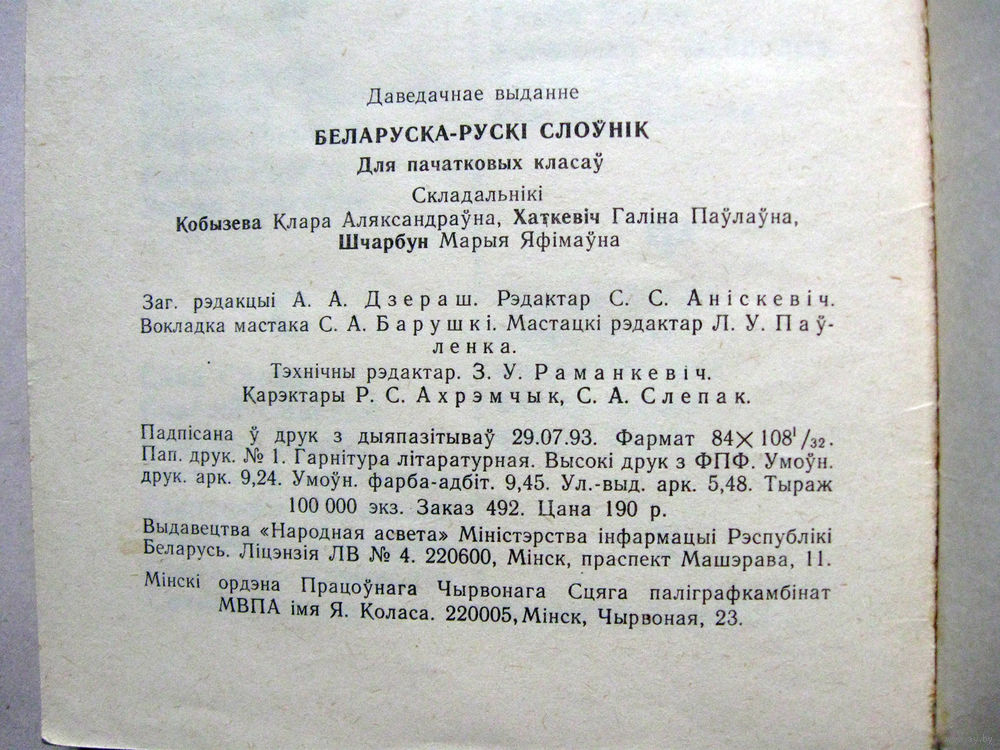 Даведачнае выданне
БЕЛАРУСКА-РУСКІ СЛОЎНІК
Для пачатковых класаў
Складальнікі
Кобызева Клара Аляксандраўна, Хаткевіч Галіна Паўлаўна,
Шчарбун Марыя Яфімаўна
Заг. рэдакцыі А. А. Дзераш. Рэдактар С. С. Аніскевіч.
Вокладка мастака С. А. Барушкі. Мастацкі рэдактар Л. У. Паў-
ленка.
Тэхнічны рэдактар. З. У. Раманкевіч.
Карэктары Р. С. Ахрэмчык, С. А. Слепак.
Падпісана ў друк з дыяпазітываў 29.07.93. Фармат 84×108¹/₃₂.
Пап. друк. № 1. Гарнітура літаратурная. Высокі друк з ФПФ. Умоўн.
друк. арк. 9,24. Умоўн. фарба-адбіт. 9,45. Ул.-выд. арк. 5,48. Тыраж
100 000 экз. Заказ 492. Цана 190 р.
Выдавецтва «Народная асвета» Міністэрства інфармацыі Рэспублікі
Беларусь. Ліцэнзія ЛВ № 4. 220600, Мінск, праспект Машэрава, 11.
Мінскі ордэна Працоўнага Чырвонага Сцяга паліграфкамбінат
МВПА імя Я. Коласа. 220005, Мінск, Чырвоная, 23.